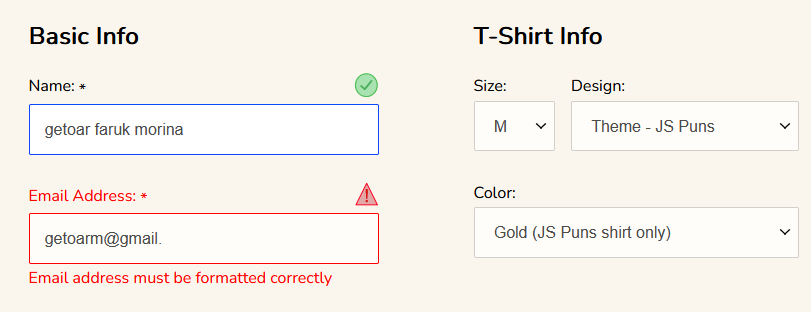 Basic Info
Name: *
getoar faruk morina
Email Address: *
getoarm@gmail.
Email address must be formatted correctly
T-Shirt Info
Size:
M
Design:
Theme - JS Puns
Color:
Gold (JS Puns shirt only)